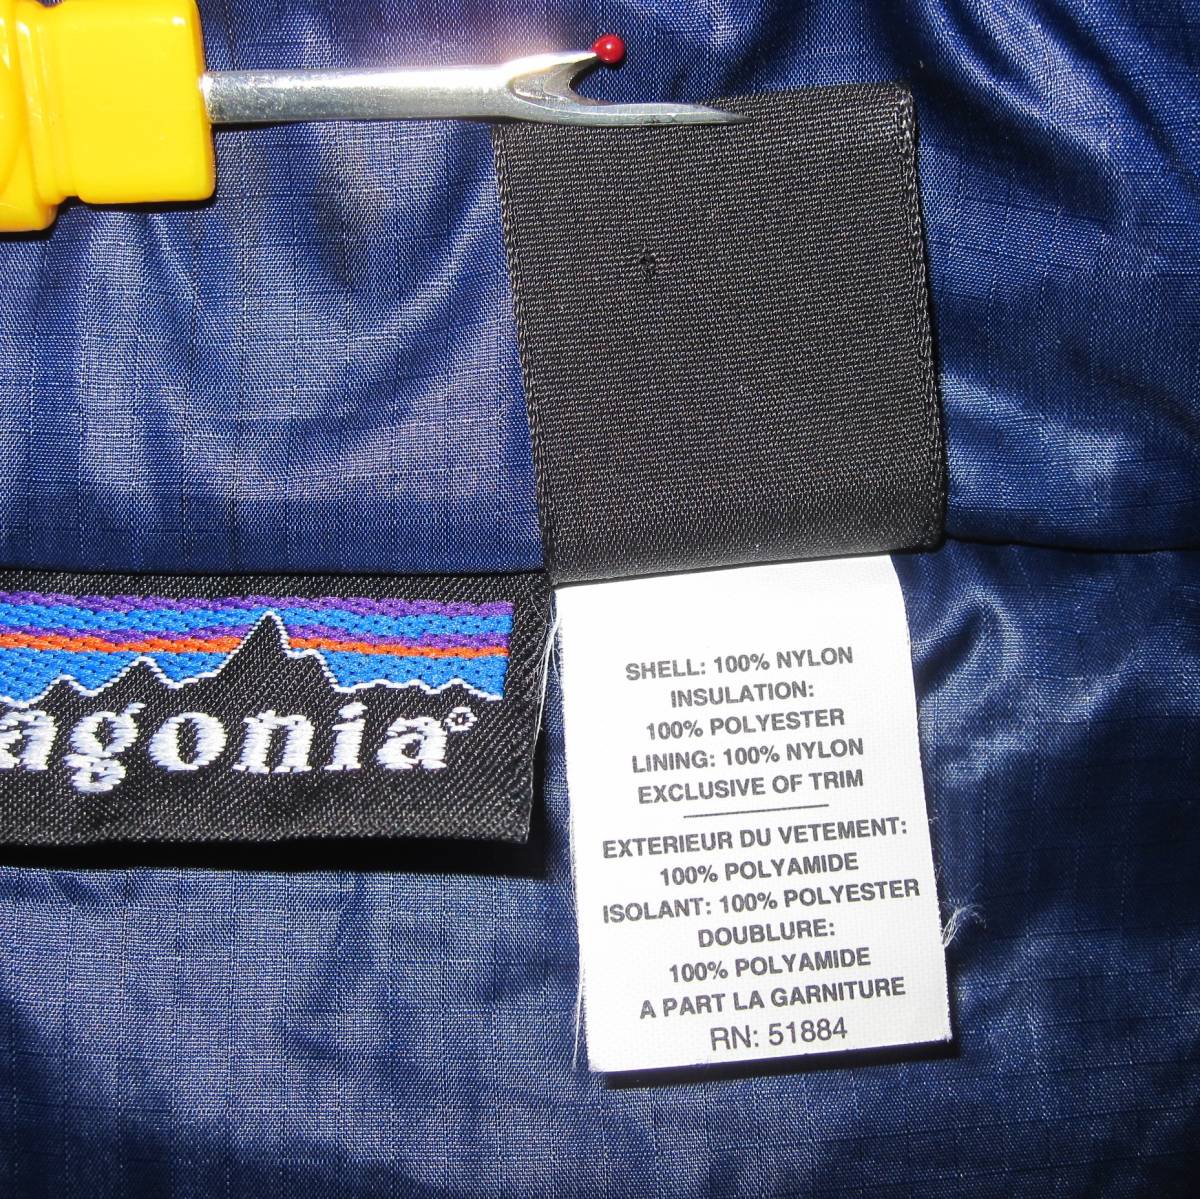 agonia®
SHELL: 100% NYLON
INSULATION:
100% POLYESTER
LINING: 100% NYLON
EXCLUSIVE OF TRIM
EXTERIEUR DU VETEMENT:
100% POLYAMIDE
ISOLANT: 100% POLYESTER
DOUBLURE:
100% POLYAMIDE
A PART LA GARNITURE
RN: 51884